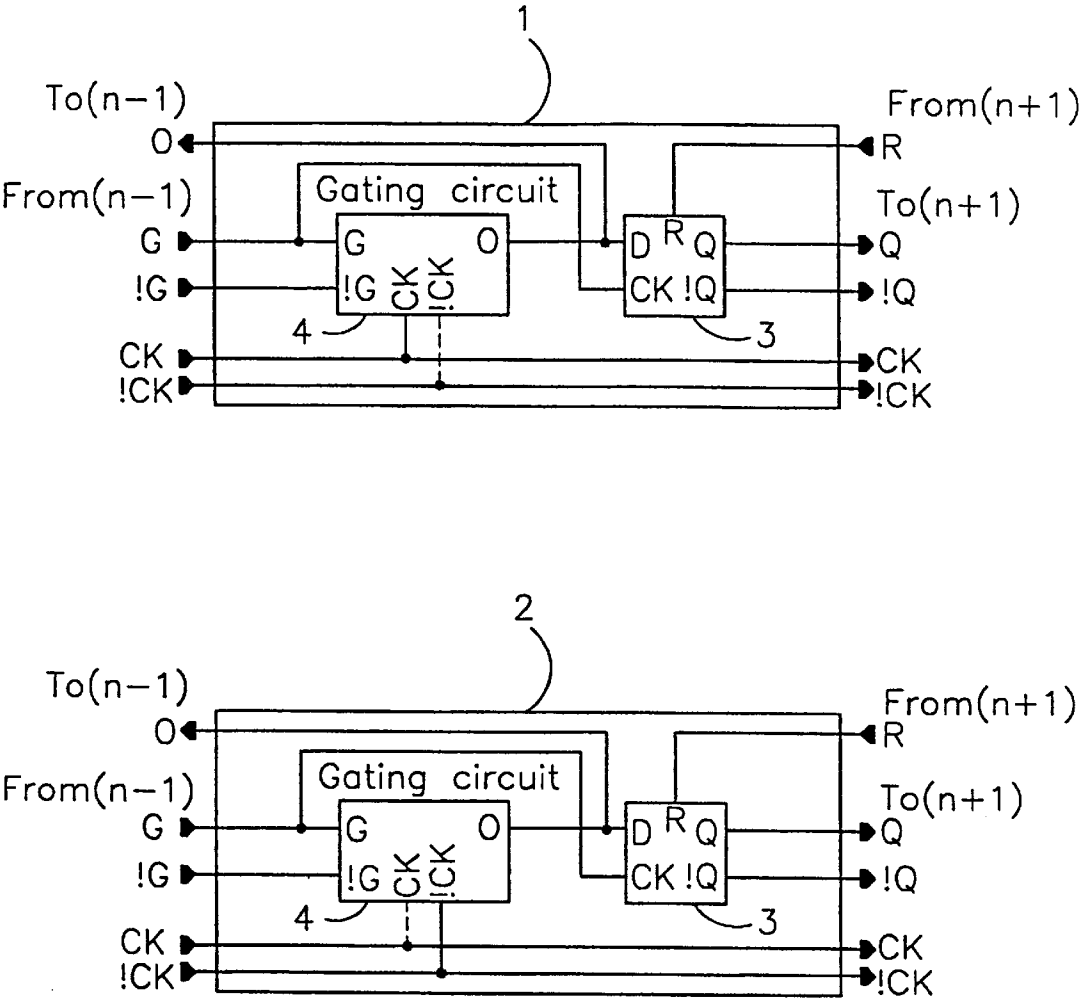 1
To(n-1)
From(n+1)
O
R
From(n-1)
Gating circuit
To(n+1)
G
G
O
D
R
Q
Q
!G
!G
CK
!CK
CK
!Q
!Q
4
3
CK
CK
!CK
!CK
2
To(n-1)
From(n+1)
O
R
From(n-1)
Gating circuit
To(n+1)
G
G
O
D
R
Q
Q
!G
!G
CK
!CK
CK
!Q
!Q
4
3
CK
CK
!CK
!CK